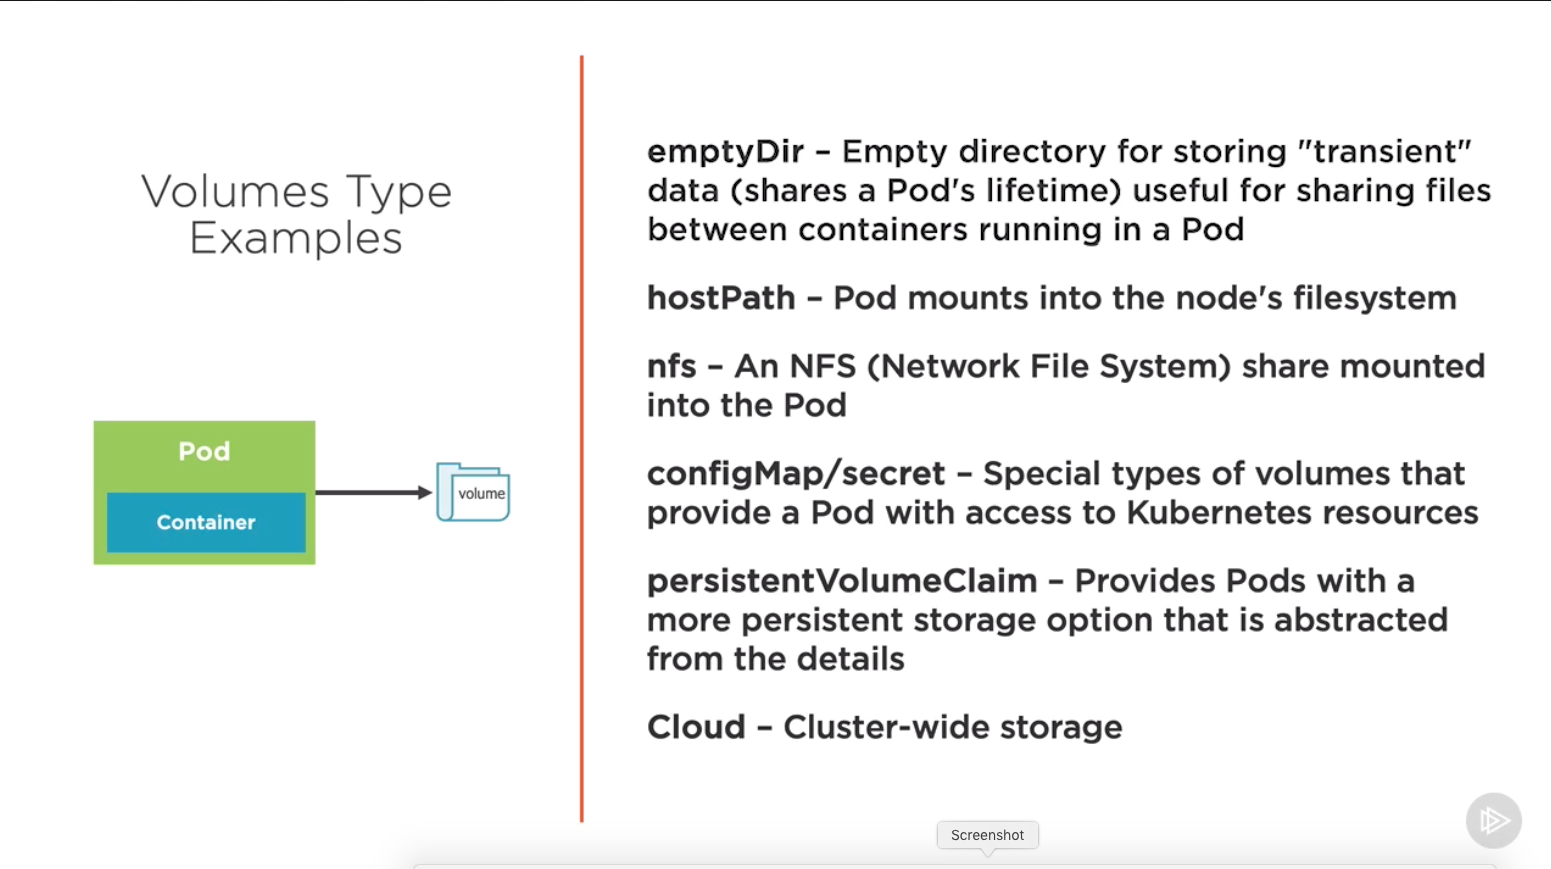 Volumes Type
Examples
emptyDir – Empty directory for storing "transient"
data (shares a Pod's lifetime) useful for sharing files
between containers running in a Pod
hostPath – Pod mounts into the node's filesystem
nfs – An NFS (Network File System) share mounted
into the Pod
configMap/secret – Special types of volumes that
provide a Pod with access to Kubernetes resources
persistentVolumeClaim – Provides Pods with a
more persistent storage option that is abstracted
from the details
Cloud – Cluster-wide storage
Pod
Container
volume
Screenshot